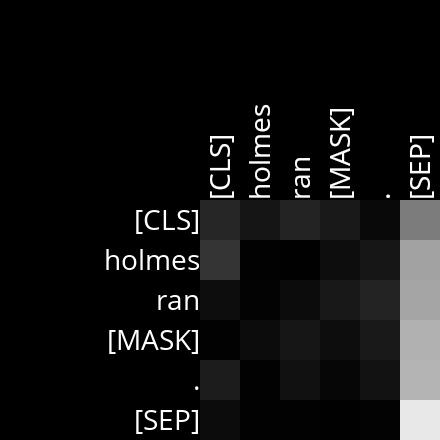 [CLS] holmes ran [MASK] . [SEP]
[CLS]
holmes
ran
[MASK]
.
[SEP]